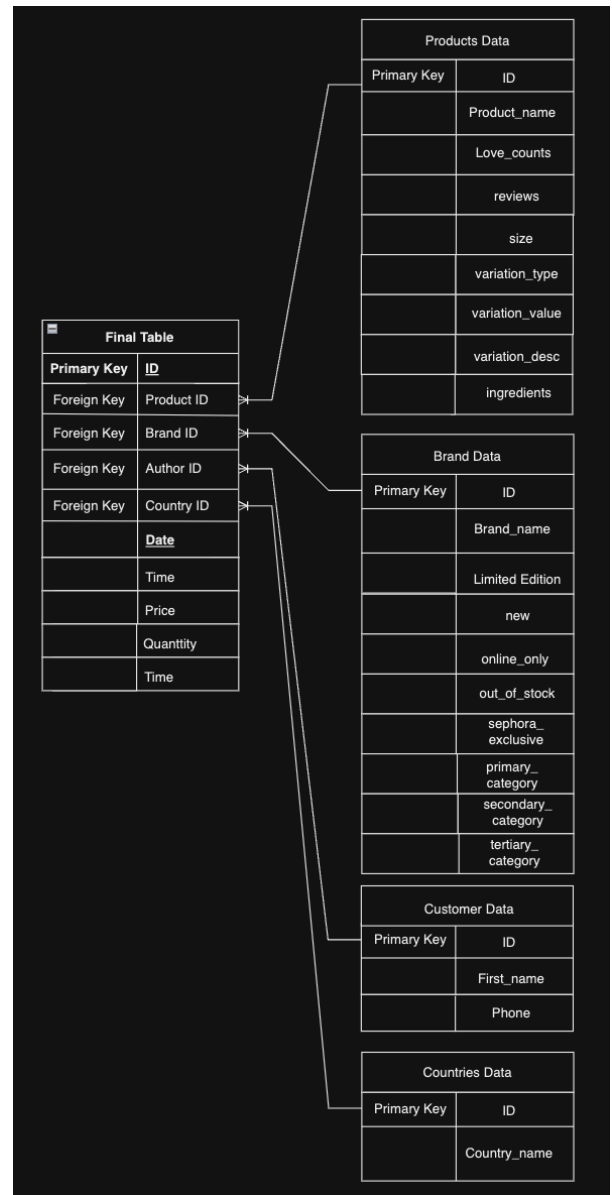 Products Data
Primary Key ID
Product_name
Love_counts
reviews
size
variation_type
variation_value
variation_desc
ingredients
Final Table
Primary Key ID
Foreign Key Product ID
Foreign Key Brand ID
Foreign Key Author ID
Foreign Key Country ID
Date
Time
Price
Quanttity
Time
Brand Data
Primary Key ID
Brand_name
Limited Edition
new
online_only
out_of_stock
sephora_
exclusive
primary_
category
secondary_
category
tertiary_
category
Customer Data
Primary Key ID
First_name
Phone
Countries Data
Primary Key ID
Country_name